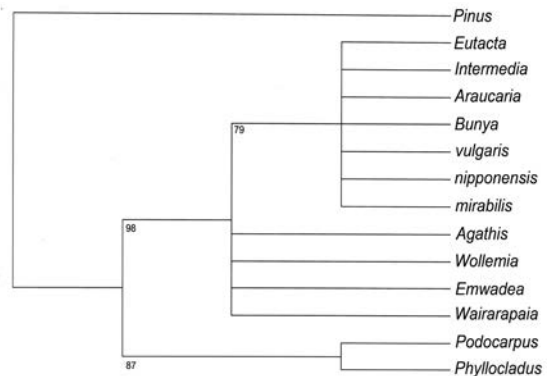 Pinus
Eutacta
Intermedia
Araucaria
79
Bunya
vulgaris
nipponensis
mirabilis
98
Agathis
Wollemia
Emwadea
Wairarapaia
Podocarpus
87
Phyllocladus